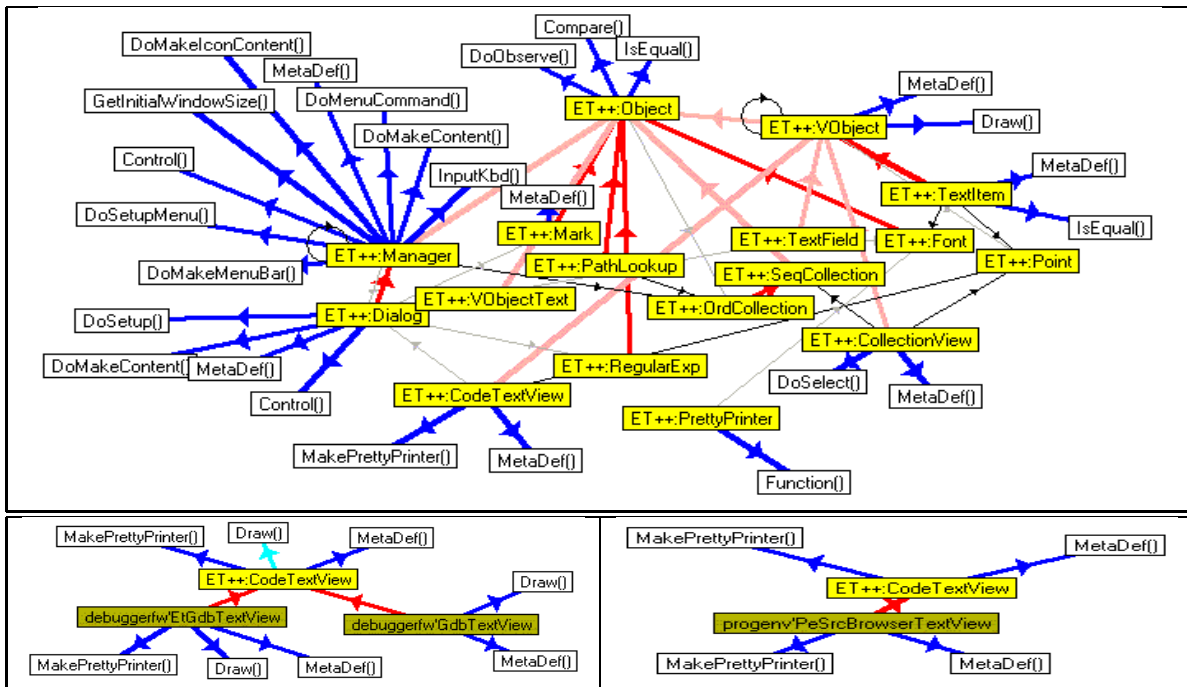 Compare()
DoMakeIconContent()
IsEqual()
DoObserve()
MetaDef()
MetaDef()
GetInitialWindowSize()
DoMenuCommand()
ET++:Object
ET++:VObject
Draw()
DoMakeContent()
Control()
InputKbd()
MetaDef()
MetaDef()
ET++:TextItem
DoSetupMenu()
ET++:Mark
ET++:TextField
ET++:Font
IsEqual()
ET++:Manager
ET++:PathLookup
ET++:Point
DoMakeMenuBar()
ET++:SeqCollection
ET++:VObjectText
ET++:OrdCollection
DoSetup()
ET++:Dialog
ET++:CollectionView
DoMakeContent()
MetaDef()
ET++:RegularExp
DoSelect()
Control()
ET++:CodeTextView
MetaDef()
ET++:PrettyPrinter
MakePrettyPrinter()
MetaDef()
Function()
Draw()
MakePrettyPrinter()
MetaDef()
ET++:CodeTextView
Draw()
debuggerfw'EtGdbTextView
debuggerfw'GdbTextView
MakePrettyPrinter()
Draw()
MetaDef()
MetaDef()
MakePrettyPrinter()
MetaDef()
ET++:CodeTextView
progenv'PeSrcBrowserTextView
MakePrettyPrinter()
MetaDef()